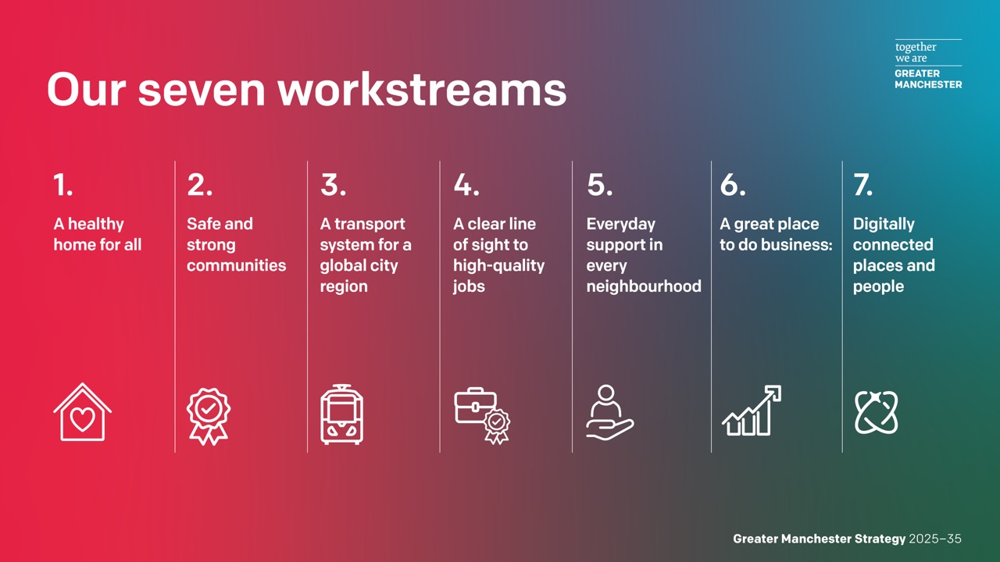 together
we are
GREATER
MANCHESTER
Our seven workstreams
1.
A healthy
home for all
2.
Safe and
strong
communities
3.
A transport
system for a
global city
region
4.
A clear line
of sight to
high-quality
jobs
5.
Everyday
support in
every
neighbourhood
6.
A great place
to do business:
7.
Digitally
connected
places and
people
Greater Manchester Strategy 2025–35